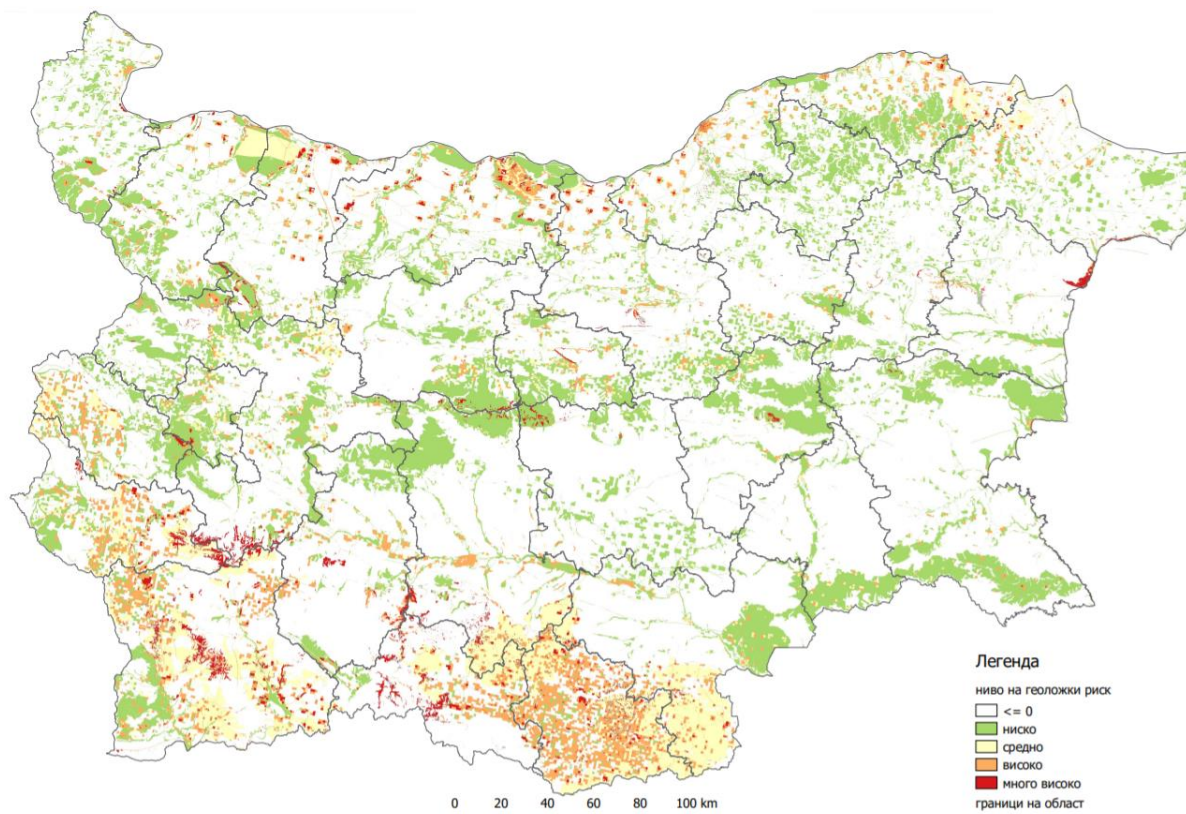 Легенда
ниво на геоложки риск
<= 0
ниско
средно
високо
много високо
граници на област
0 20 40 60 80 100 km